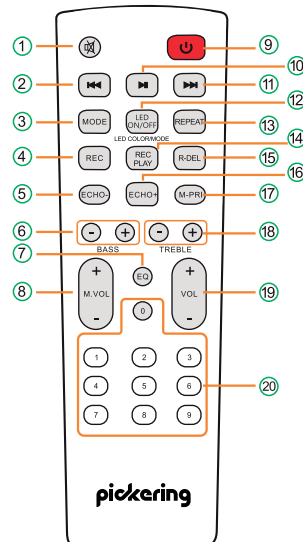 1 9
10
2 11
12
3 MODE LED ON/OFF REPEAT 13
LED COLOR/MODE 14
4 REC REC PLAY R-DEL 15
16
5 ECHO- ECHO+ M-PRI 17
6 - + - + 18
BASS TREBLE
7 EQ
8 + M.VOL - + VOL - 19
0
1 2 3
4 5 6 20
7 8 9
pickering